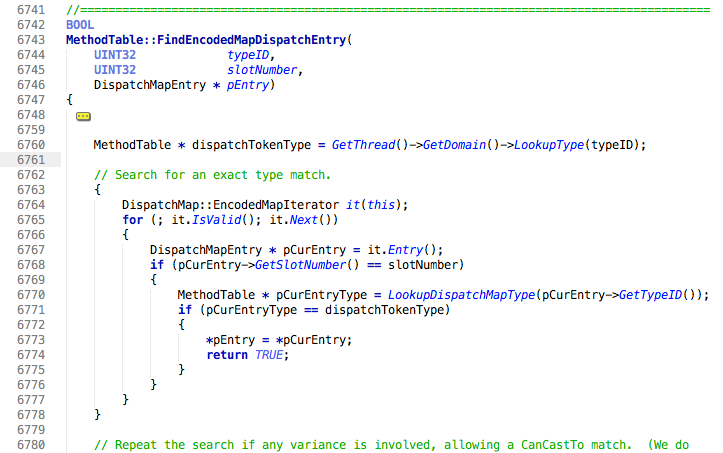 6741 //==========================================================================================
6742 BOOL
6743 MethodTable::FindEncodedMapDispatchEntry(
6744     UINT32             typeID,
6745     UINT32             slotNumber,
6746     DispatchMapEntry * pEntry)
6747 {
6748
6759
6760     MethodTable * dispatchTokenType = GetThread()->GetDomain()->LookupType(typeID);
6761
6762     // Search for an exact type match.
6763     {
6764         DispatchMap::EncodedMapIterator it(this);
6765         for (; it.IsValid(); it.Next())
6766         {
6767             DispatchMapEntry * pCurEntry = it.Entry();
6768             if (pCurEntry->GetSlotNumber() == slotNumber)
6769             {
6770                 MethodTable * pCurEntryType = LookupDispatchMapType(pCurEntry->GetTypeID());
6771                 if (pCurEntryType == dispatchTokenType)
6772                 {
6773                     *pEntry = *pCurEntry;
6774                     return TRUE;
6775                 }
6776             }
6777         }
6778     }
6779
6780     // Repeat the search if any variance is involved, allowing a CanCastTo match.  (We do